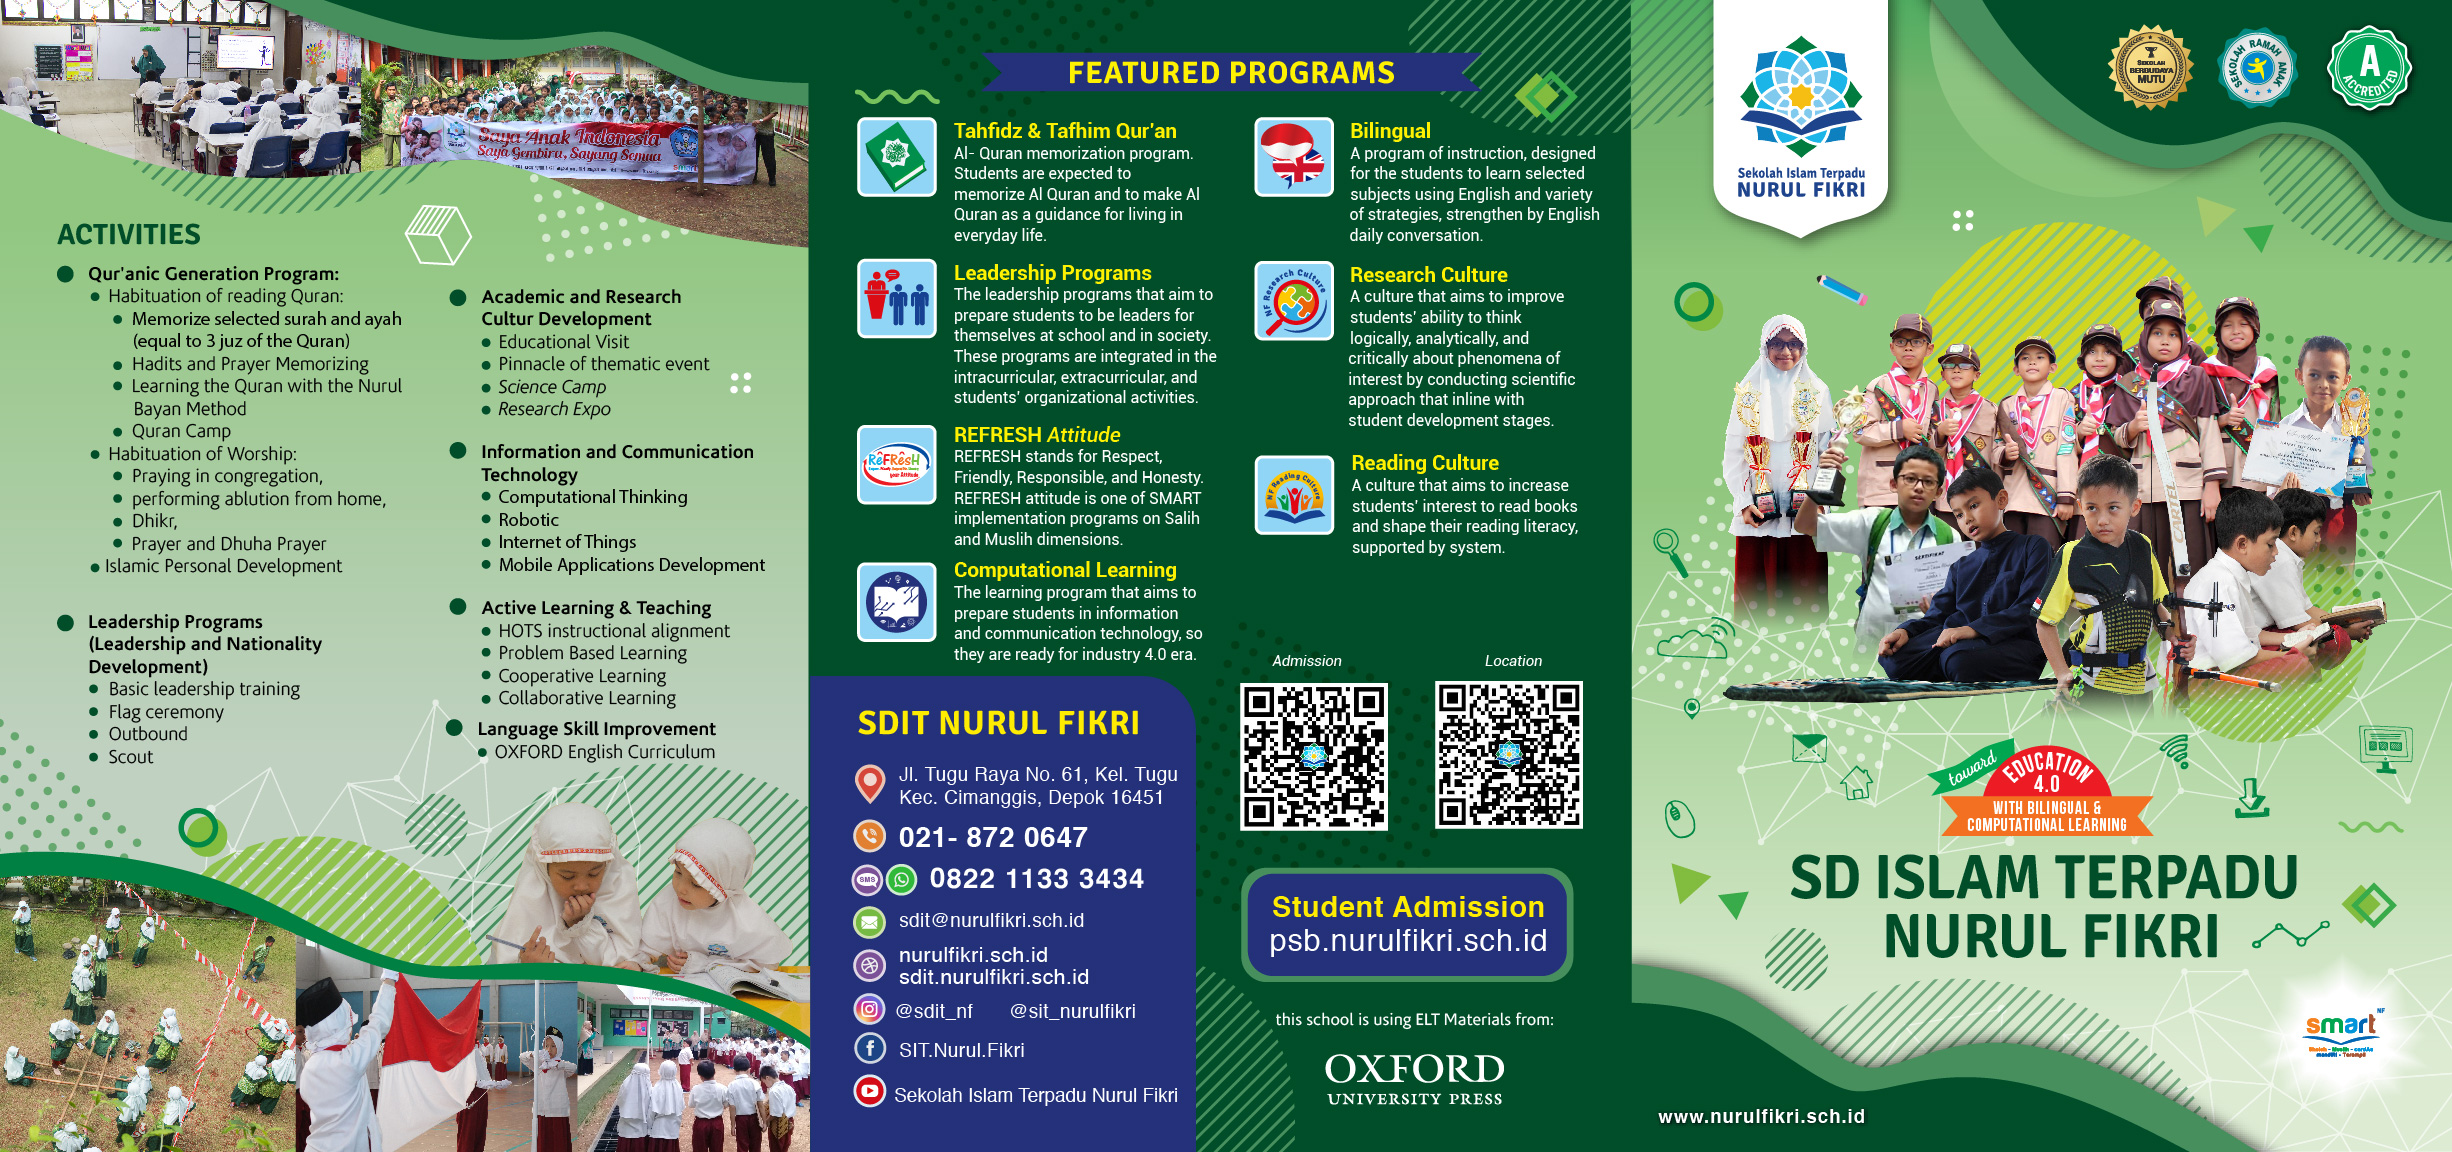 Saya Anak Indonesia
Saya Gembira, Sayang Semua
ACTIVITIES
Qur'anic Generation Program:
Habituation of reading Quran:
Memorize selected surah and ayah
(equal to 3 juz of the Quran)
Hadits and Prayer Memorizing
Learning the Quran with the Nurul
Bayan Method
Quran Camp
Habituation of Worship:
Praying in congregation,
performing ablution from home,
Dhikr,
Prayer and Dhuha Prayer
Islamic Personal Development
Leadership Programs
(Leadership and Nationality
Development)
Basic leadership training
Flag ceremony
Outbound
Scout
Academic and Research
Cultur Development
Educational Visit
Pinnacle of thematic event
Science Camp
Research Expo
Information and Communication
Technology
Computational Thinking
Robotic
Internet of Things
Mobile Applications Development
Active Learning & Teaching
HOTS instructional alignment
Problem Based Learning
Cooperative Learning
Collaborative Learning
Language Skill Improvement
OXFORD English Curriculum
FEATURED PROGRAMS
Tahfidz & Tafhim Qur'an
Al- Quran memorization program.
Students are expected to
memorize Al Quran and to make Al
Quran as a guidance for living in
everyday life.
Leadership Programs
The leadership programs that aim to
prepare students to be leaders for
themselves at school and in society.
These programs are integrated in the
intracurricular, extracurricular, and
students' organizational activities.
ReFResH
REFRESH Attitude
REFRESH stands for Respect,
Friendly, Responsible, and Honesty.
REFRESH attitude is one of SMART
implementation programs on Salih
and Muslih dimensions.
Computational Learning
The learning program that aims to
prepare students in information
and communication technology, so
they are ready for industry 4.0 era.
Bilingual
A program of instruction, designed
for the students to learn selected
subjects using English and variety
of strategies, strengthen by English
daily conversation.
NF Research Culture
Research Culture
A culture that aims to improve
students' ability to think
logically, analytically, and
critically about phenomena of
interest by conducting scientific
approach that inline with
student development stages.
NF Reading Culture
Reading Culture
A culture that aims to increase
students' interest to read books
and shape their reading literacy,
supported by system.
SDIT NURUL FIKRI
Jl. Tugu Raya No. 61, Kel. Tugu
Kec. Cimanggis, Depok 16451
021- 872 0647
SMS
0822 1133 3434
sdit@nurulfikri.sch.id
nurulfikri.sch.id
sdit.nurulfikri.sch.id
@sdit_nf @sit_nurulfikri
SIT.Nurul.Fikri
Sekolah Islam Terpadu Nurul Fikri
Admission
Location
Student Admission
psb.nurulfikri.sch.id
this school is using ELT Materials from:
OXFORD
UNIVERSITY PRESS
Sekolah Islam Terpadu
NURUL FIKRI
SEKOLAH
BERBUDAYA
MUTU
SEKOLAH RAMAH ANAK
A
ACCREDITED
toward
EDUCATION
4.0
WITH BILINGUAL &
COMPUTATIONAL LEARNING
SD ISLAM TERPADU
NURUL FIKRI
smart NF
www.nurulfikri.sch.id